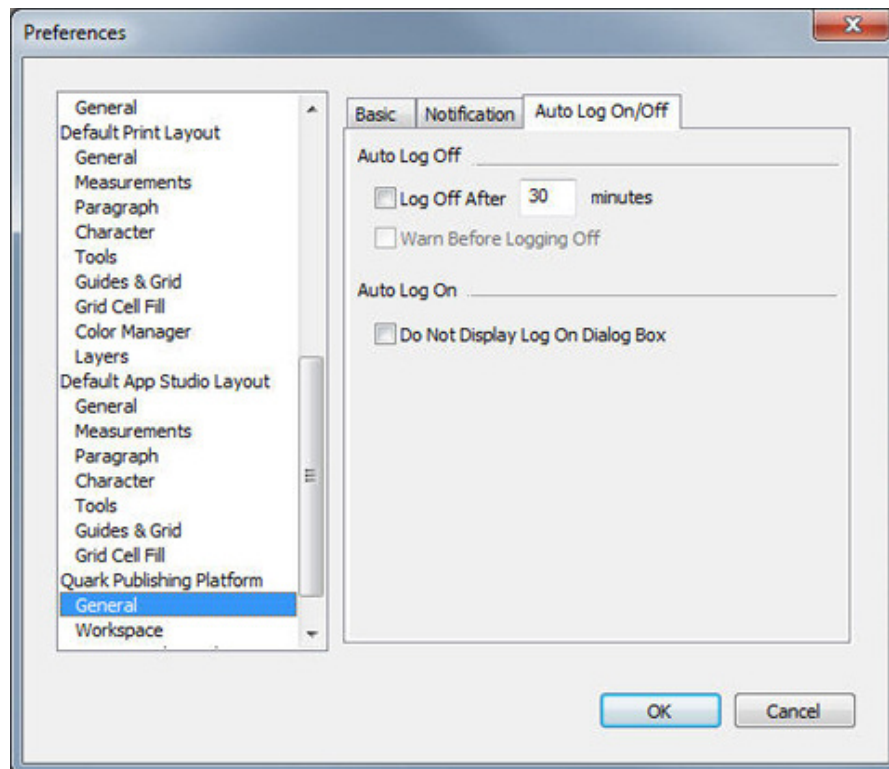 Preferences
General
Default Print Layout
General
Measurements
Paragraph
Character
Tools
Guides & Grid
Grid Cell Fill
Color Manager
Layers
Default App Studio Layout
General
Measurements
Paragraph
Character
Tools
Guides & Grid
Grid Cell Fill
Quark Publishing Platform
General
Workspace
Basic Notification Auto Log On/Off
Auto Log Off
Log Off After 30 minutes
Warn Before Logging Off
Auto Log On
Do Not Display Log On Dialog Box
OK Cancel